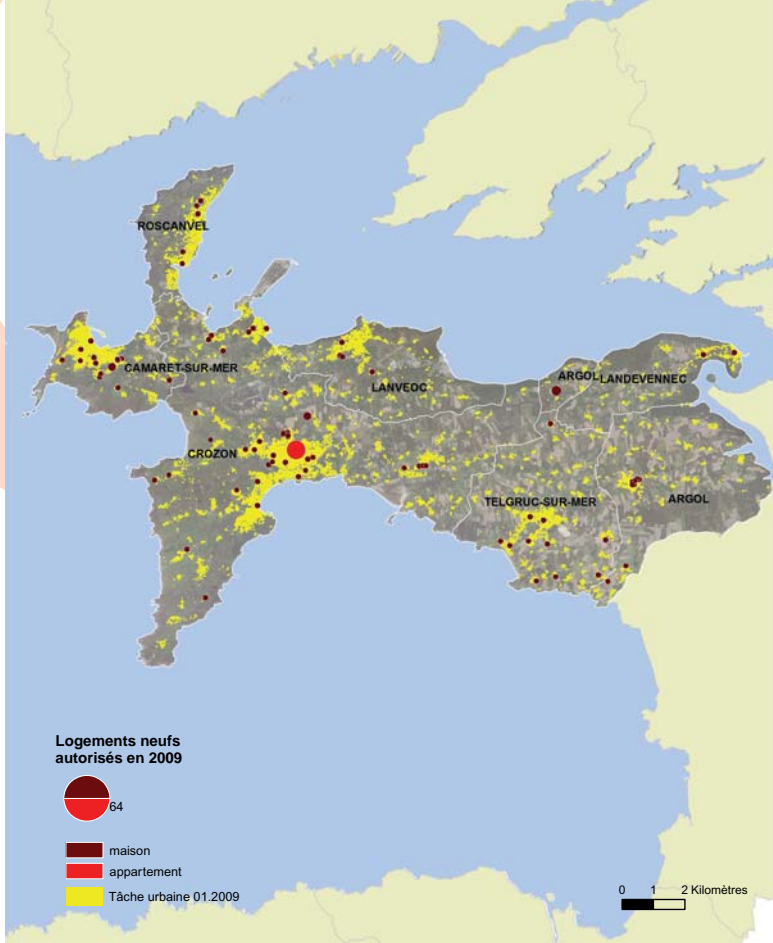 ROSCANVEL
CAMARET-SUR-MER
LANVEOC
ARGOL
LANDEVENNEC
CROZON
TELGRUC-SUR-MER
ARGOL
Logements neufs
autorisés en 2009
64
maison
appartement
Tâche urbaine 01.2009
0 1 2 Kilomètres